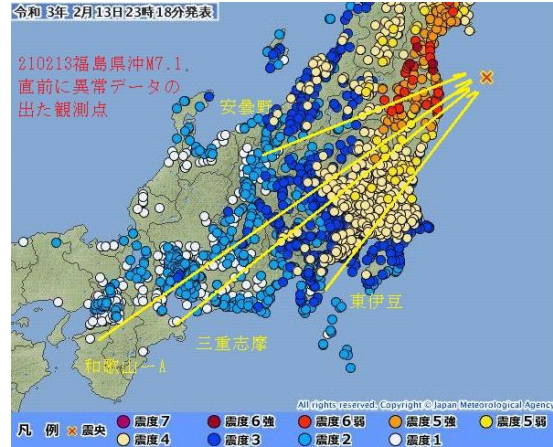 令和 3年 2月13日23時18分発表
210213福島県沖M7.1.
直前に異常データの
出た観測点
安曇野
東伊豆
三重志摩
和歌山－A
All rights reserved. Copyright © Japan Meteorological Agency
凡 例 震央 震度7 震度6強 震度6弱 震度5強 震度5弱
震度4 震度3 震度2 震度1